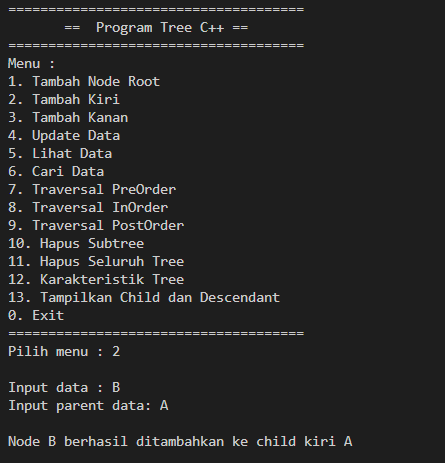 =====================================
== Program Tree C++ ==
=====================================
Menu :
1. Tambah Node Root
2. Tambah Kiri
3. Tambah Kanan
4. Update Data
5. Lihat Data
6. Cari Data
7. Traversal PreOrder
8. Traversal InOrder
9. Traversal PostOrder
10. Hapus Subtree
11. Hapus Seluruh Tree
12. Karakteristik Tree
13. Tampilkan Child dan Descendant
0. Exit
=====================================
Pilih menu : 2
Input data : B
Input parent data: A
Node B berhasil ditambahkan ke child kiri A